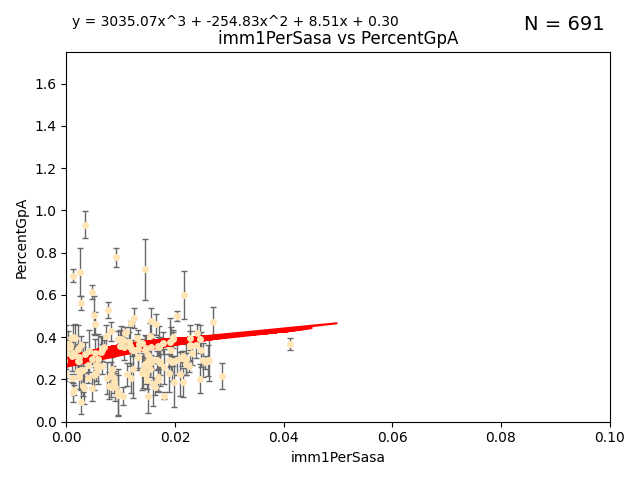 y = 3035.07x^3 + -254.83x^2 + 8.51x + 0.30
N = 691
imm1PerSasa vs PercentGpA
PercentGpA
1.6
1.4
1.2
1.0
0.8
0.6
0.4
0.2
0.0
0.00 0.02 0.04 0.06 0.08 0.10
imm1PerSasa